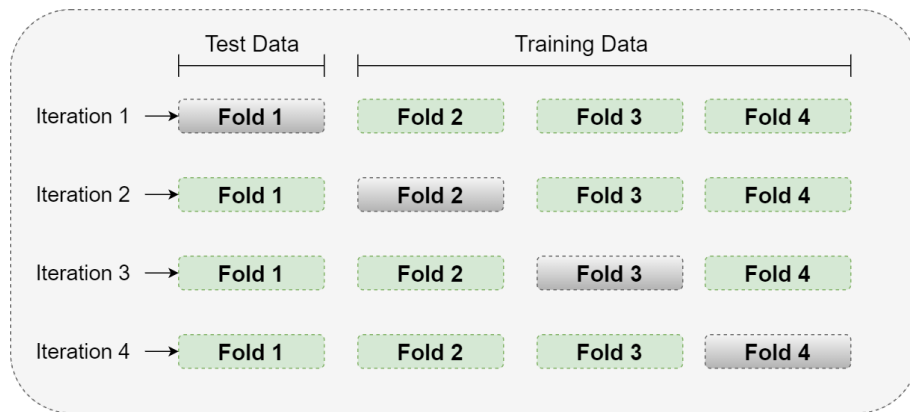 Test Data Training Data
Iteration 1 Fold 1 Fold 2 Fold 3 Fold 4
Iteration 2 Fold 1 Fold 2 Fold 3 Fold 4
Iteration 3 Fold 1 Fold 2 Fold 3 Fold 4
Iteration 4 Fold 1 Fold 2 Fold 3 Fold 4